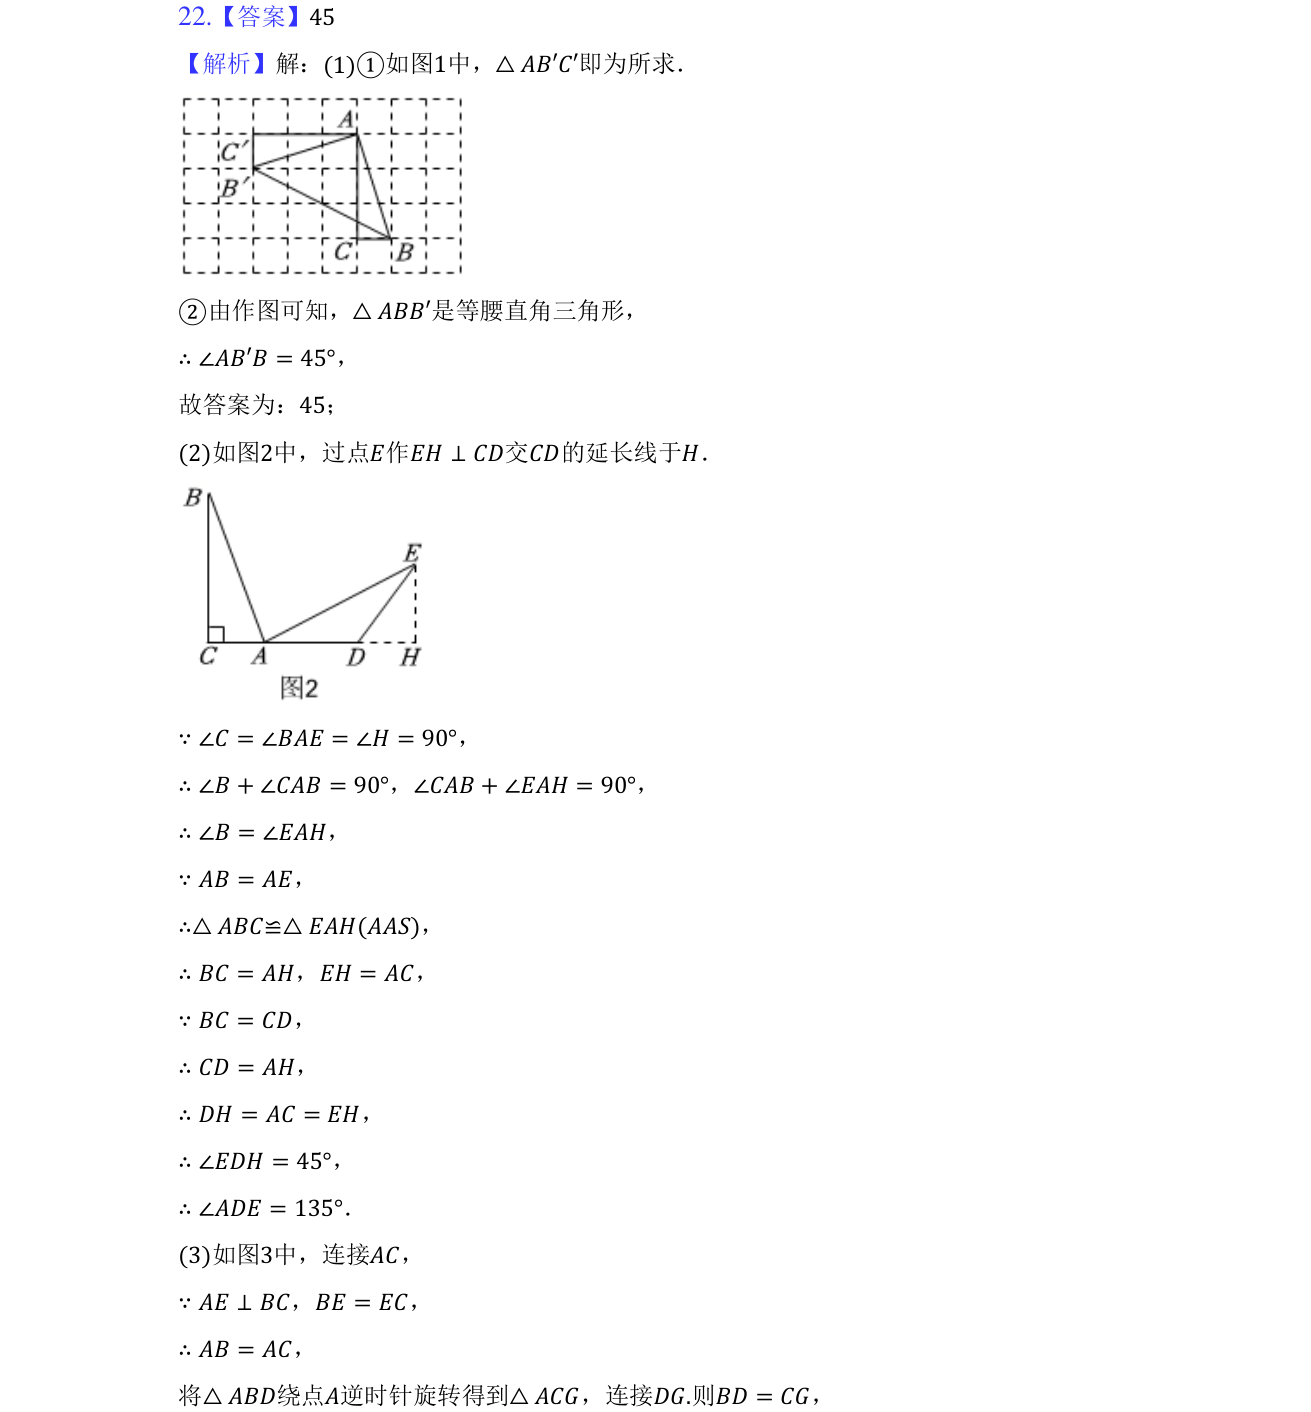 22.【答案】45
【解析】解：(1)①如图1中，△ AB′C′即为所求．
A
C′
B′
C
B
②由作图可知，△ ABB′是等腰直角三角形，
∴ ∠AB′B = 45°，
故答案为：45；
(2)如图2中，过点E作EH ⊥ CD交CD的延长线于H．
B
E
C A D H
图2
∵ ∠C = ∠BAE = ∠H = 90°，
∴ ∠B + ∠CAB = 90°，∠CAB + ∠EAH = 90°，
∴ ∠B = ∠EAH，
∵ AB = AE，
∴△ ABC≌△ EAH(AAS)，
∴ BC = AH，EH = AC，
∵ BC = CD，
∴ CD = AH，
∴ DH = AC = EH，
∴ ∠EDH = 45°，
∴ ∠ADE = 135°．
(3)如图3中，连接AC，
∵ AE ⊥ BC，BE = EC，
∴ AB = AC，
将△ ABD绕点A逆时针旋转得到△ ACG，连接DG.则BD = CG，